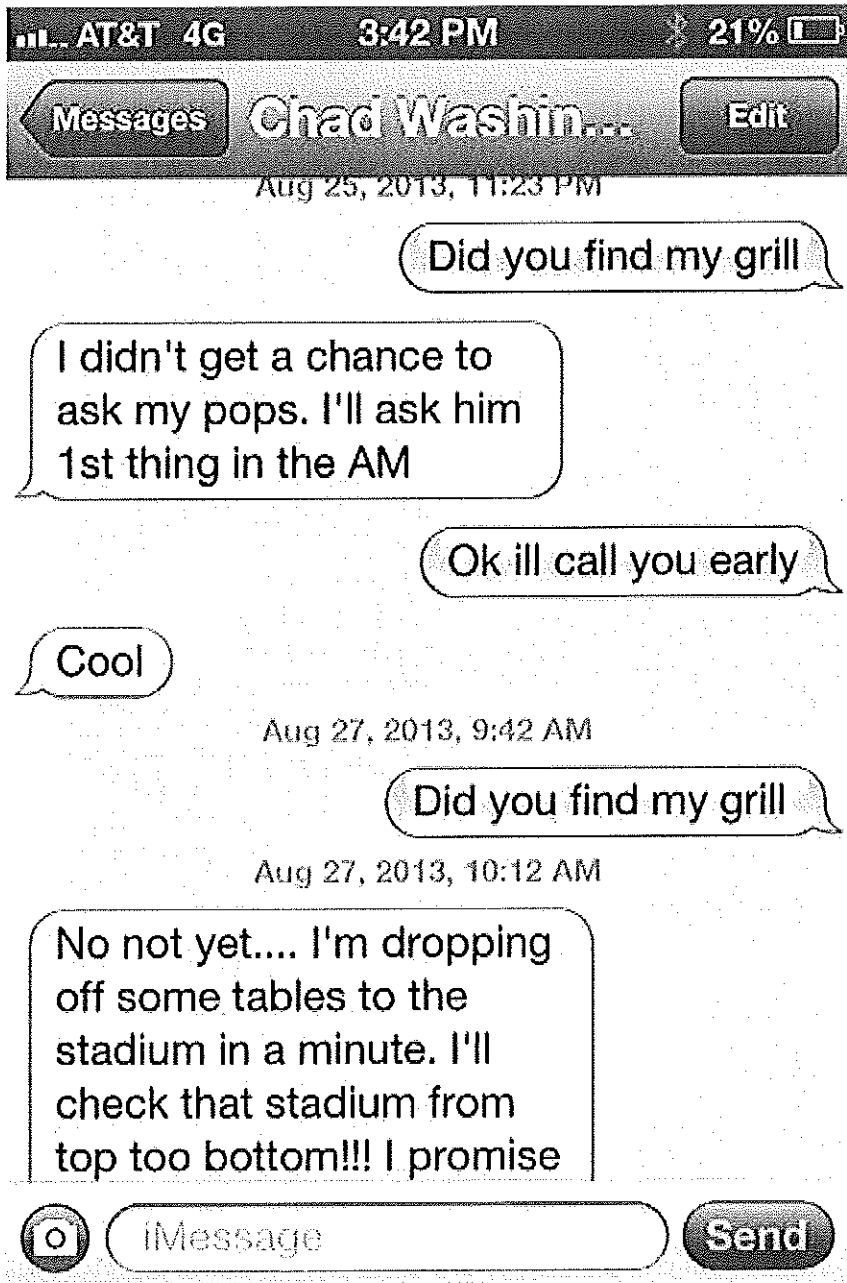 AT&T 4G 3:42 PM 21%
Messages Chad Washin... Edit
Aug 25, 2013, 11:23 PM
Did you find my grill
I didn't get a chance to
ask my pops. I'll ask him
1st thing in the AM
Ok ill call you early
Cool
Aug 27, 2013, 9:42 AM
Did you find my grill
Aug 27, 2013, 10:12 AM
No not yet.... I'm dropping
off some tables to the
stadium in a minute. I'll
check that stadium from
top too bottom!!! I promise
iMessage Send